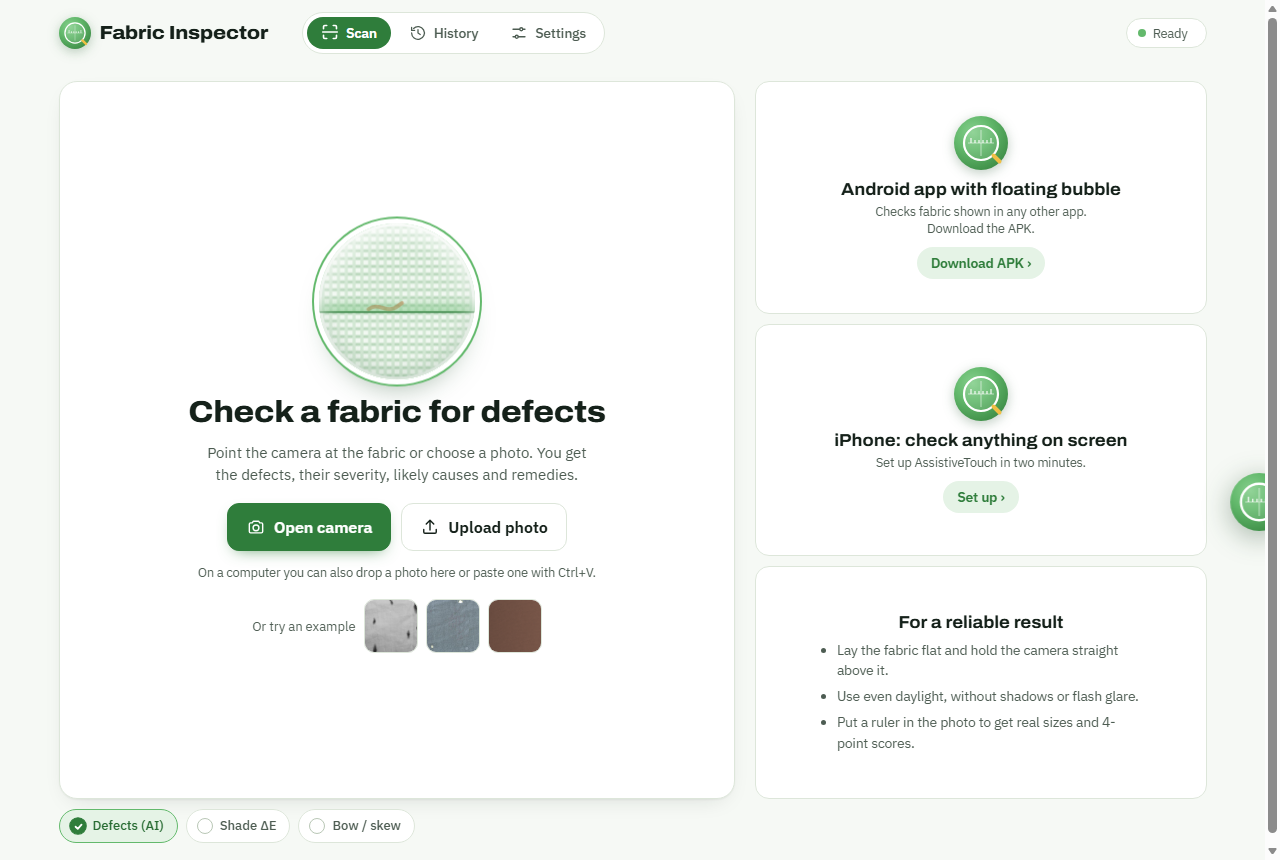 Fabric Inspector
Scan
History
Settings
Ready
Check a fabric for defects
Point the camera at the fabric or choose a photo. You get
the defects, their severity, likely causes and remedies.
Open camera
Upload photo
On a computer you can also drop a photo here or paste one with Ctrl+V.
Or try an example
Android app with floating bubble
Checks fabric shown in any other app.
Download the APK.
Download APK ›
iPhone: check anything on screen
Set up AssistiveTouch in two minutes.
Set up ›
For a reliable result
• Lay the fabric flat and hold the camera straight
above it.
• Use even daylight, without shadows or flash glare.
• Put a ruler in the photo to get real sizes and 4-
point scores.
Defects (AI)
Shade ΔE
Bow / skew